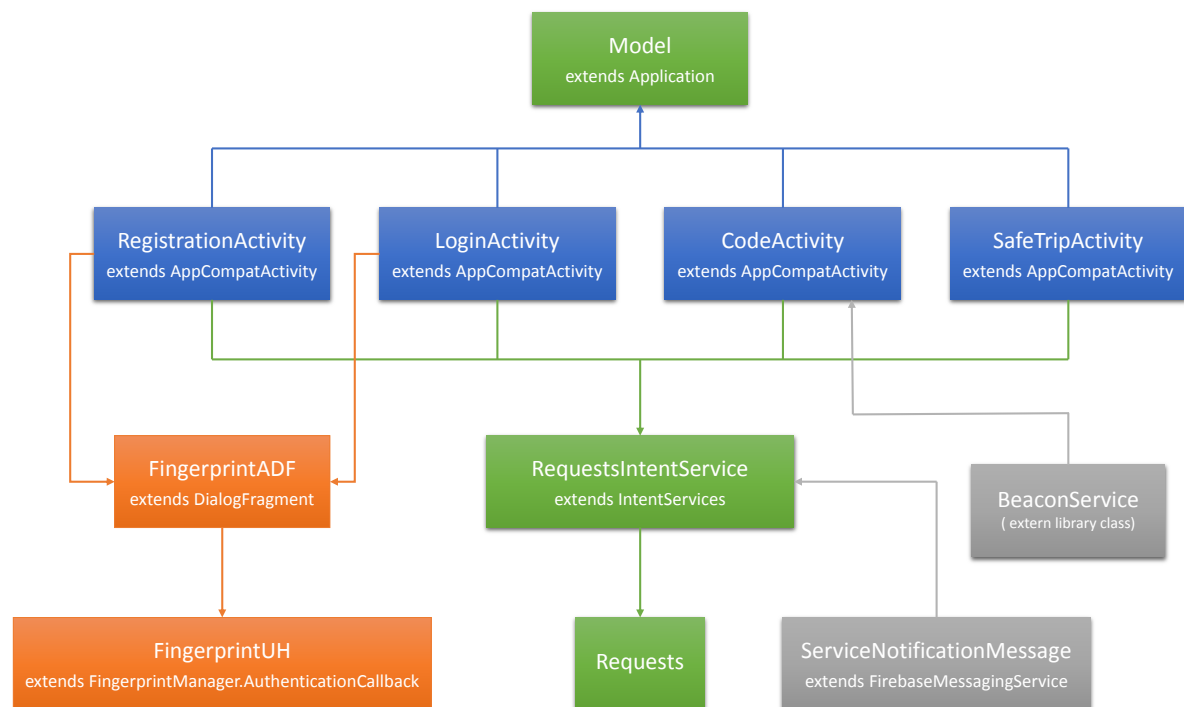 Model
extends Application
RegistrationActivity
extends AppCompatActivity
LoginActivity
extends AppCompatActivity
CodeActivity
extends AppCompatActivity
SafeTripActivity
extends AppCompatActivity
FingerprintADF
extends DialogFragment
RequestsIntentService
extends IntentServices
BeaconService
( extern library class)
FingerprintUH
extends FingerprintManager.AuthenticationCallback
Requests
ServiceNotificationMessage
extends FirebaseMessagingService